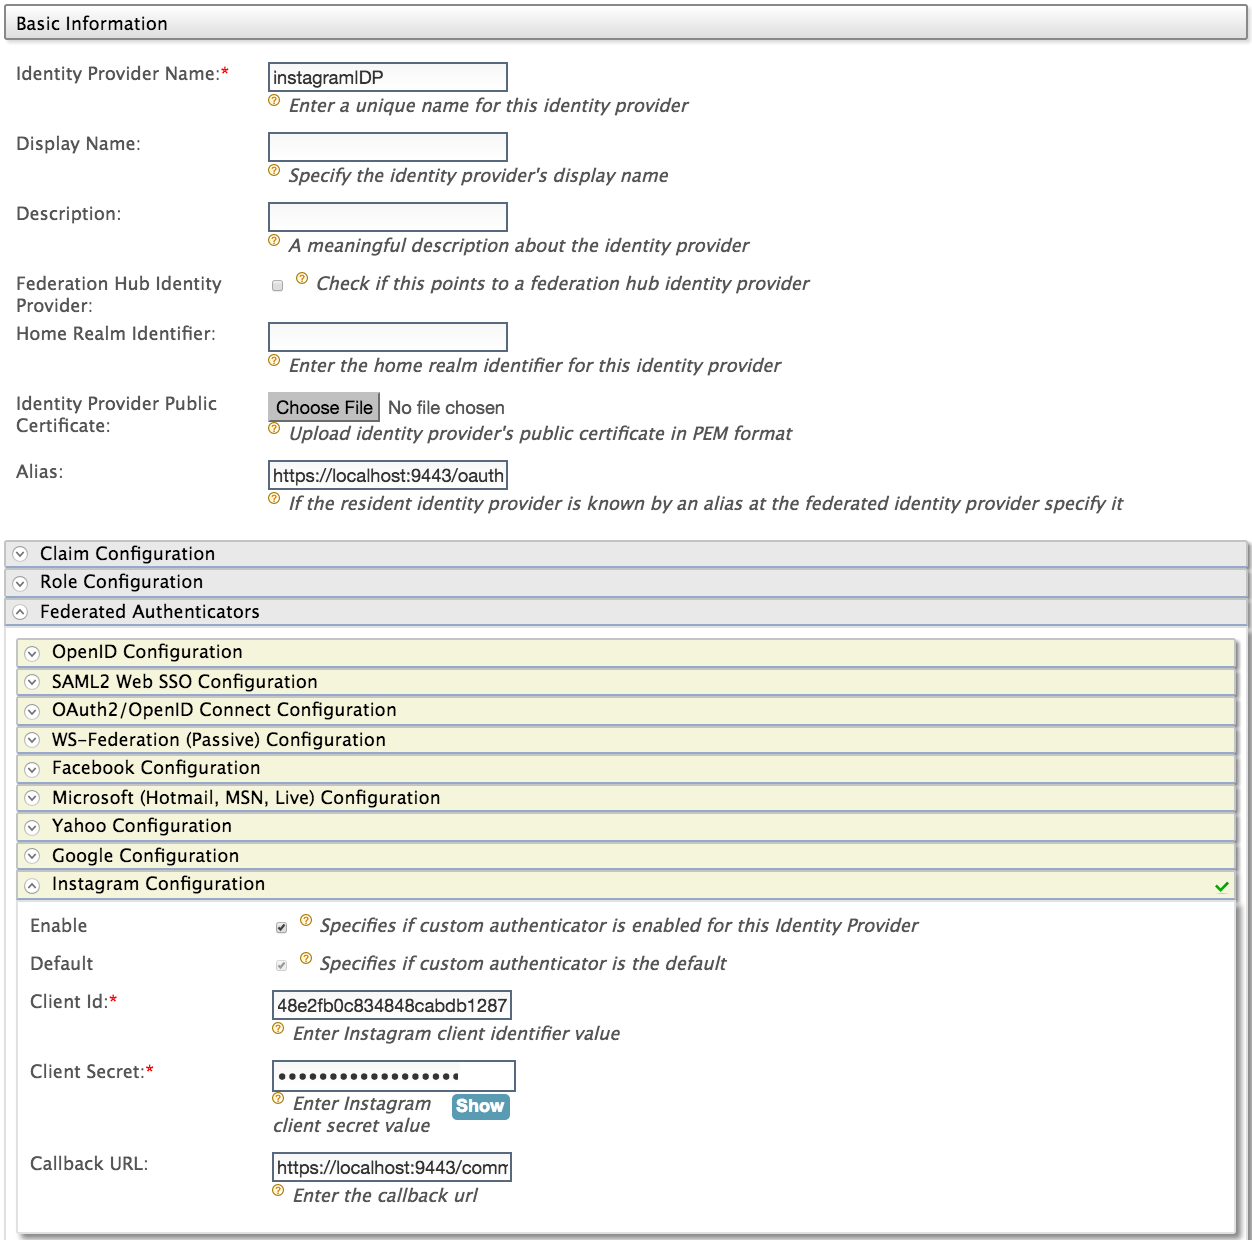 Basic Information
Identity Provider Name:*
instagramIDP
Enter a unique name for this identity provider
Display Name:
Specify the identity provider's display name
Description:
A meaningful description about the identity provider
Federation Hub Identity
Provider:
Check if this points to a federation hub identity provider
Home Realm Identifier:
Enter the home realm identifier for this identity provider
Identity Provider Public
Certificate:
Choose File No file chosen
Upload identity provider's public certificate in PEM format
Alias:
https://localhost:9443/oauth
If the resident identity provider is known by an alias at the federated identity provider specify it
Claim Configuration
Role Configuration
Federated Authenticators
OpenID Configuration
SAML2 Web SSO Configuration
OAuth2/OpenID Connect Configuration
WS-Federation (Passive) Configuration
Facebook Configuration
Microsoft (Hotmail, MSN, Live) Configuration
Yahoo Configuration
Google Configuration
Instagram Configuration
Enable
Specifies if custom authenticator is enabled for this Identity Provider
Default
Specifies if custom authenticator is the default
Client Id:*
48e2fb0c834848cabdb1287
Enter Instagram client identifier value
Client Secret:*
Enter Instagram
client secret value
Show
Callback URL:
https://localhost:9443/comm
Enter the callback url